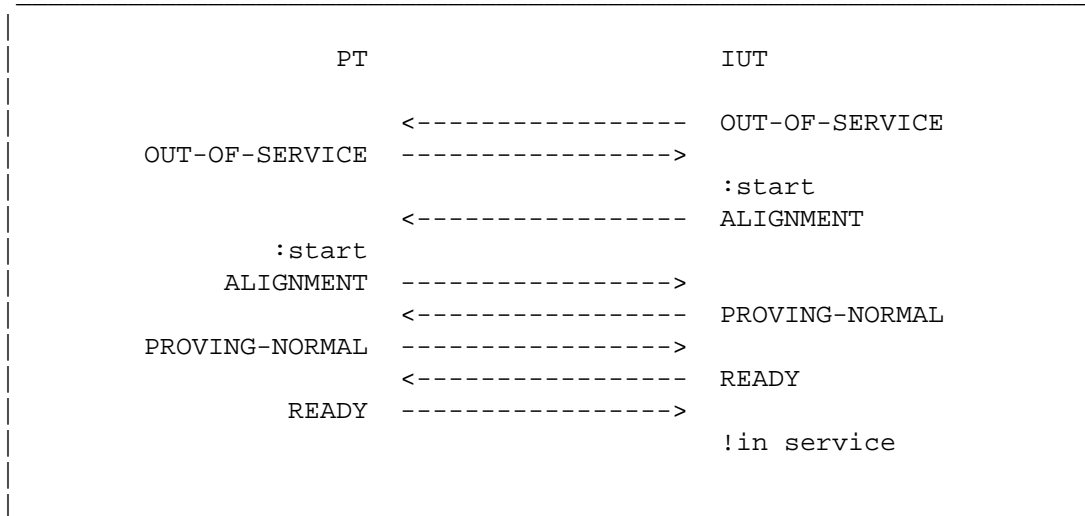 PT IUT
<----------------- OUT-OF-SERVICE
OUT-OF-SERVICE ----------------->
:start
<----------------- ALIGNMENT
:start
ALIGNMENT ----------------->
<----------------- PROVING-NORMAL
PROVING-NORMAL ----------------->
<----------------- READY
READY ----------------->
!in service